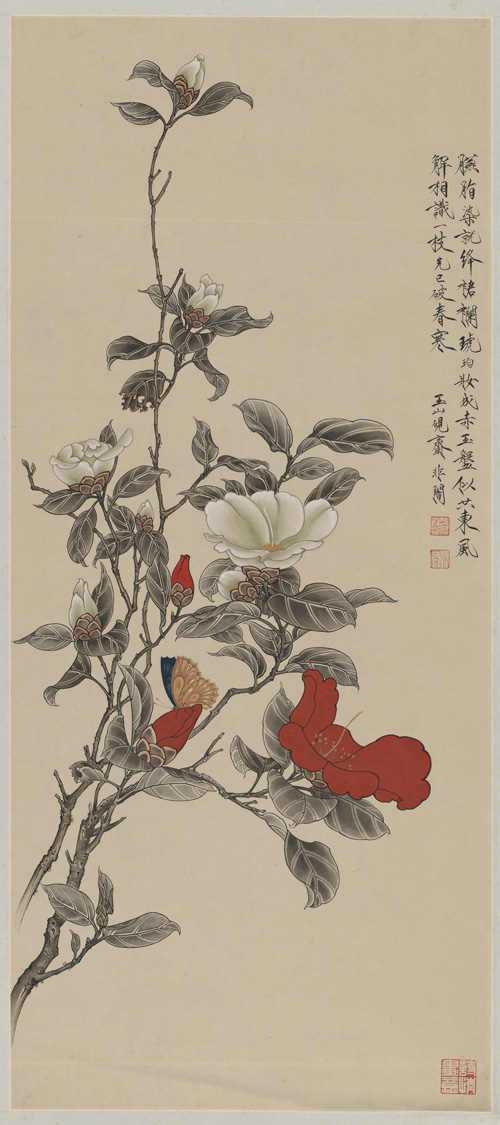 臙脂染就絳裙襴琥珀妝成赤玉盤似共東風
解相識一枝先已破春寒
玉山硯齋非闇